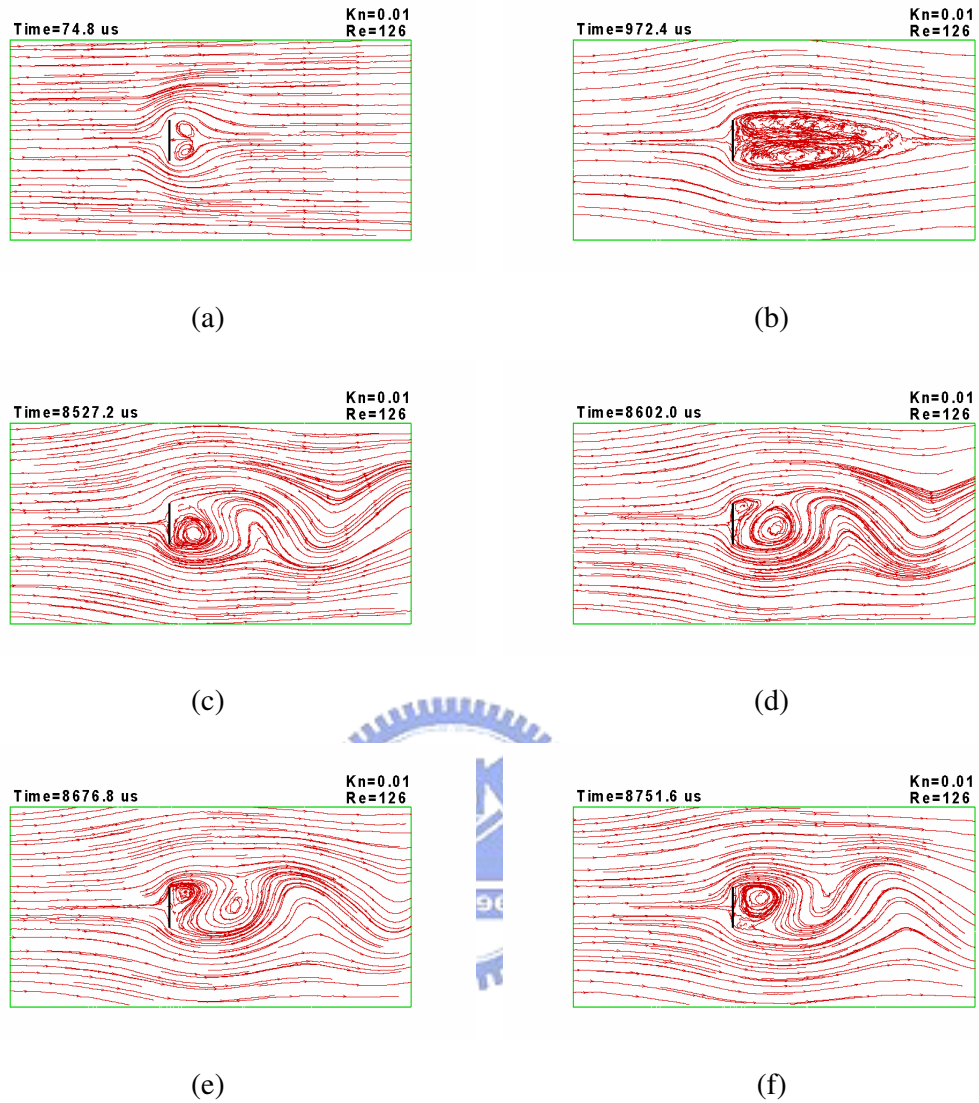 Time=74.8 us
Kn=0.01
Re=126
Time=972.4 us
Kn=0.01
Re=126
(a)
(b)
Time=8527.2 us
Kn=0.01
Re=126
Time=8602.0 us
Kn=0.01
Re=126
(c)
(d)
Time=8676.8 us
Kn=0.01
Re=126
Time=8751.6 us
Kn=0.01
Re=126
(e)
(f)